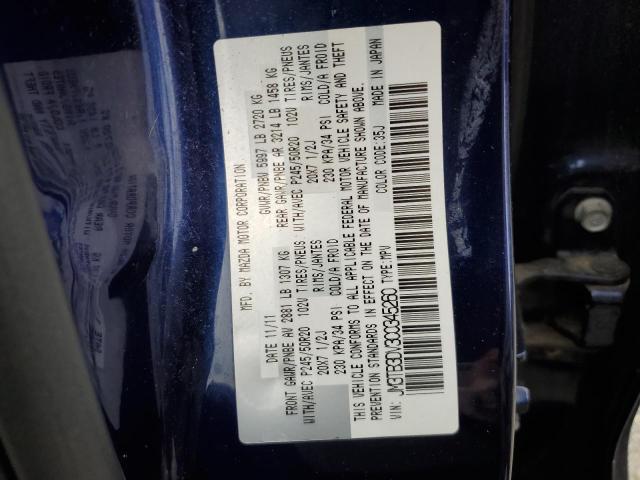 MFD. BY MAZDA MOTOR CORPORATION
DATE 11/11
GVWR/PNBV 5997 LB 2720 KG
FRONT GAWR/PNBE AV 2881 LB 1307 KG
REAR GAWR/PNBE AR 3214 LB 1458 KG
WITH/AVEC P245/50R20 102V TIRES/PNEUS
WITH/AVEC P245/50R20 102V TIRES/PNEUS
20X7 1/2J RIMS/JANTES
20X7 1/2J RIMS/JANTES
230 KPA/34 PSI COLD/A FROID
230 KPA/34 PSI COLD/A FROID
THIS VEHICLE CONFORMS TO ALL APPLICABLE FEDERAL MOTOR VEHICLE SAFETY AND THEFT
PREVENTION STANDARDS IN EFFECT ON THE DATE OF MANUFACTURE SHOWN ABOVE.
VIN: JM3TB3DV3C0345260 TYPE: MPV COLOR CODE: 35J MADE IN JAPAN